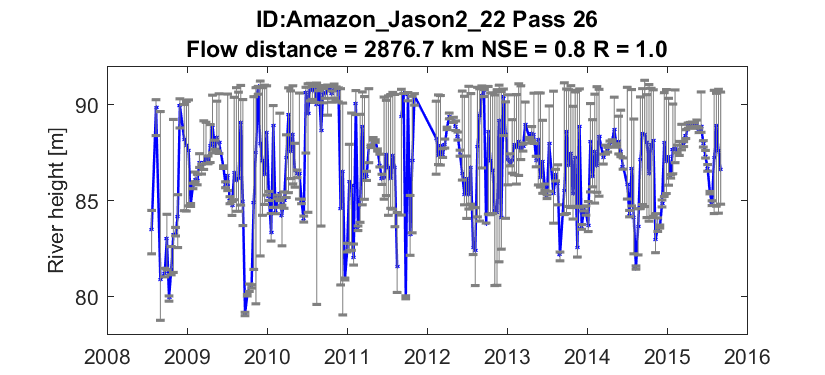 ID:Amazon_Jason2_22 Pass 26
Flow distance = 2876.7 km NSE = 0.8 R = 1.0
River height [m]
90
85
80
2008 2009 2010 2011 2012 2013 2014 2015 2016